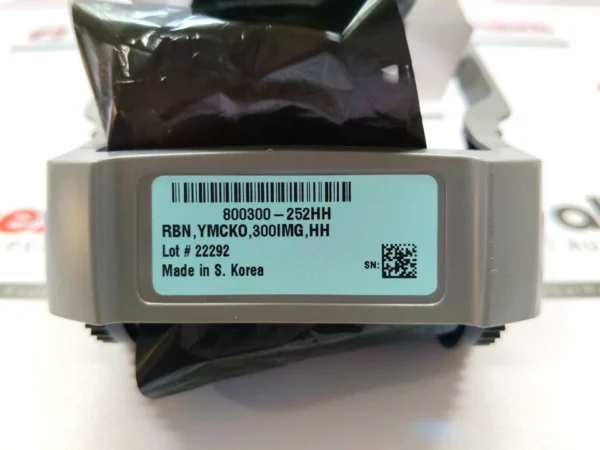 800300-252HH
RBN,YMCKO,300IMG,HH
Lot # 22292
Made in S. Korea
SN: